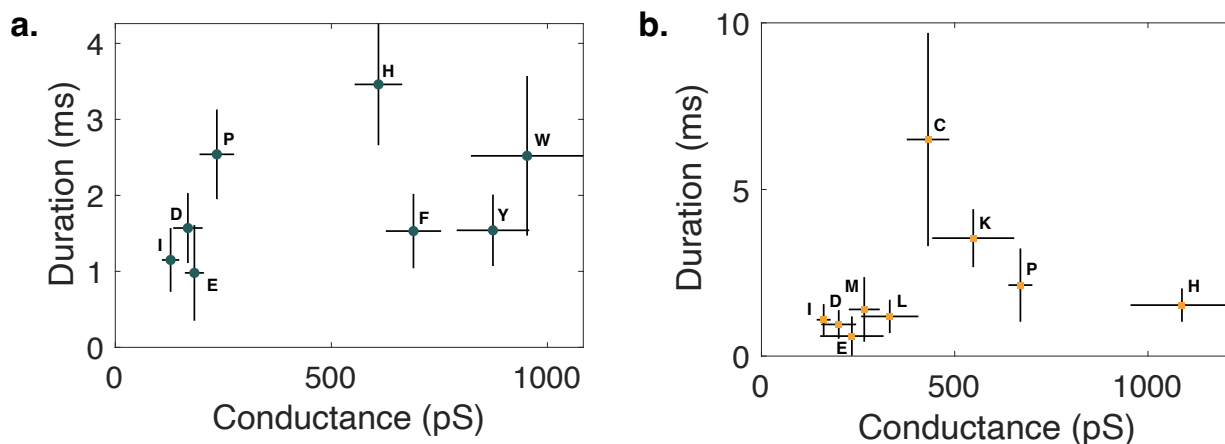 a.
4
3
2
1
0
Duration (ms)
H
P
W
D
F
Y
I
E
0
500
1000
Conductance (pS)
b.
10
5
0
Duration (ms)
C
K
P
M
H
I
D
L
E
0
500
1000
Conductance (pS)